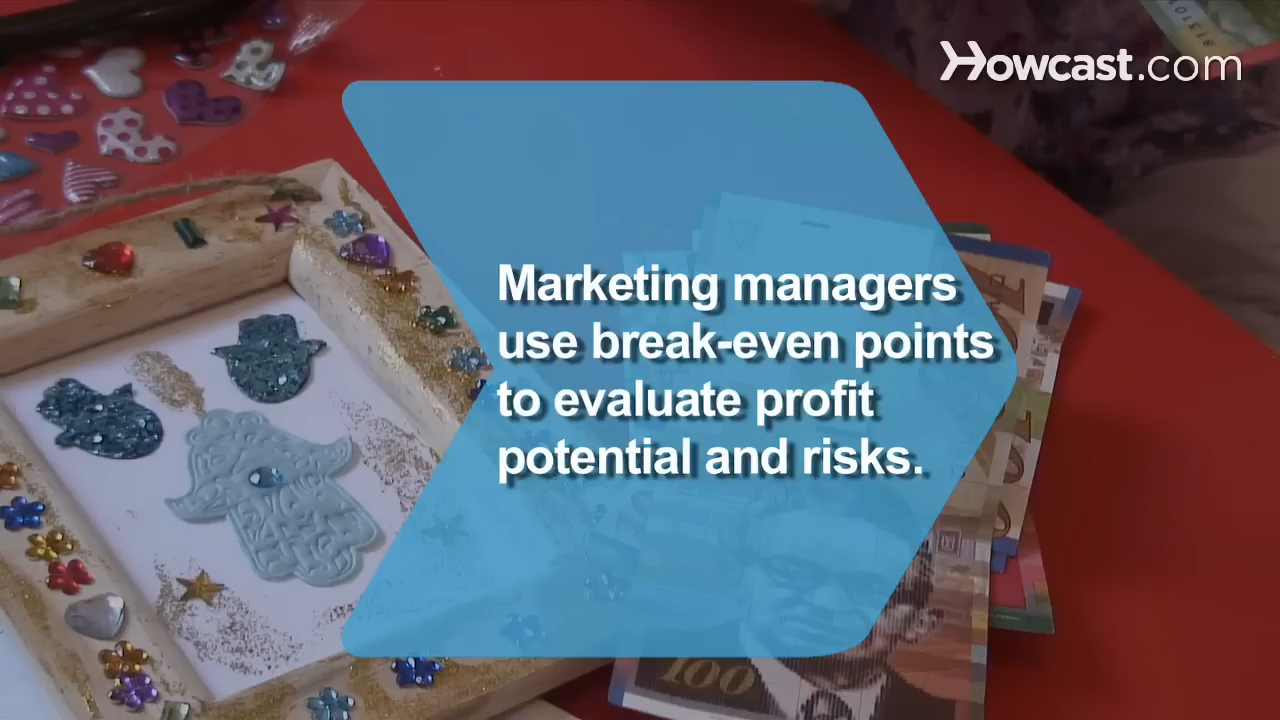 Howcast.com
Marketing managers
use break-even points
to evaluate profit
potential and risks.
100